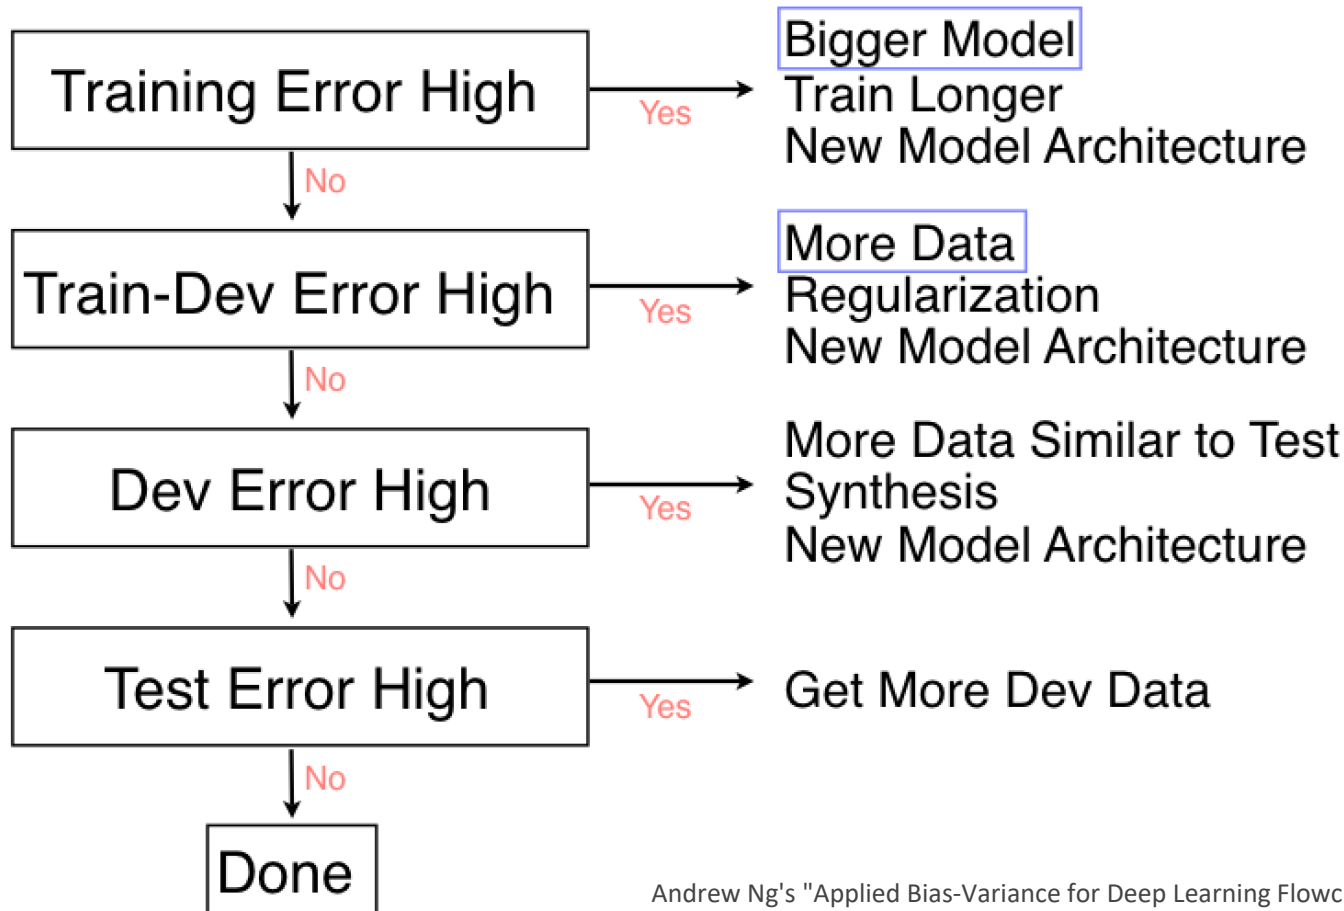 Training Error High
Yes
Bigger Model
Train Longer
New Model Architecture
No
Train-Dev Error High
Yes
More Data
Regularization
New Model Architecture
No
Dev Error High
Yes
More Data Similar to Test
Synthesis
New Model Architecture
No
Test Error High
Yes
Get More Dev Data
No
Done
Andrew Ng's "Applied Bias-Variance for Deep Learning